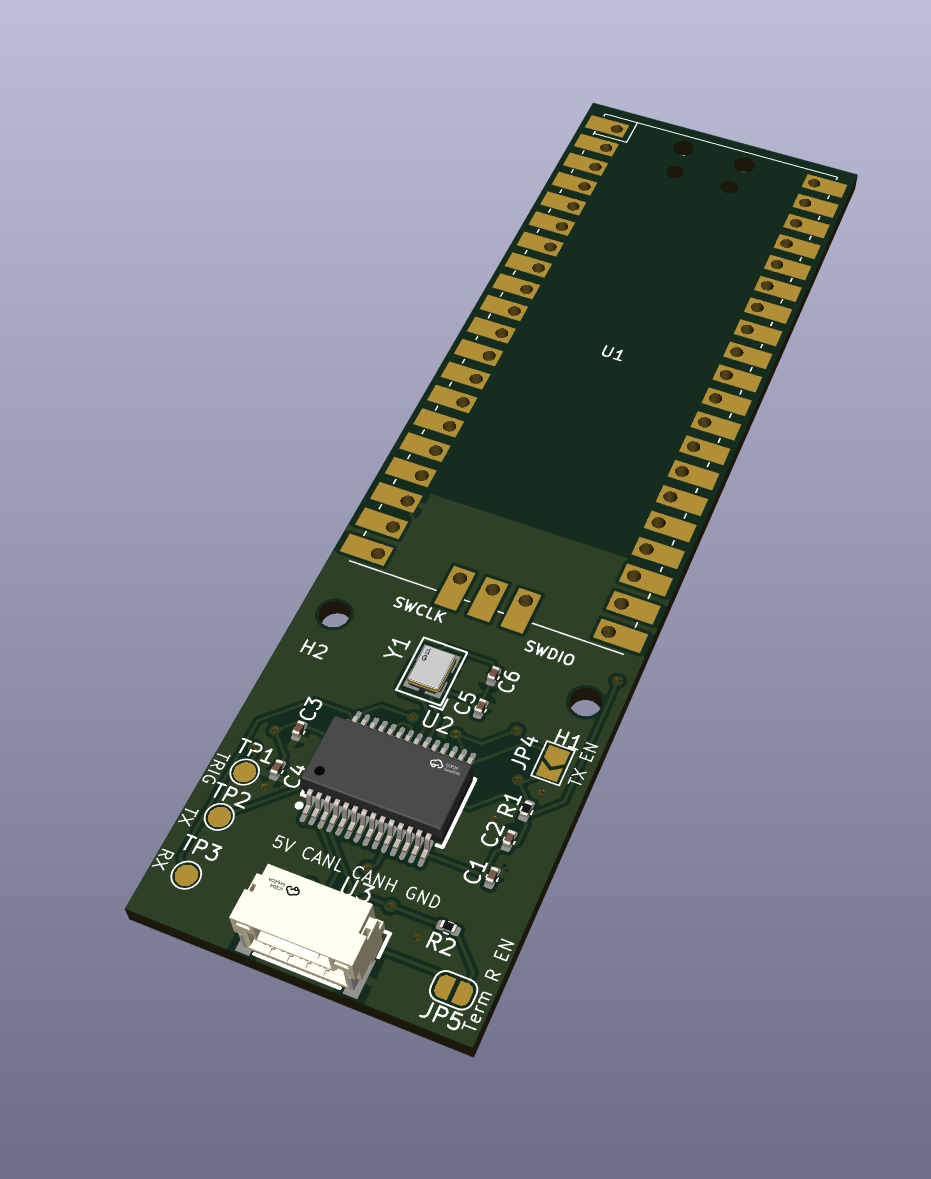 U1
SWCLK
SWDIO
H2
Y1
C6
C5
C3
U2
H1
JP4
TX EN
TP1
TRIG
C4
TP2
TX
R1
C2
TP3
RX
5V CANL CANH GND
C1
U3
R2
R EN
Term
JP5